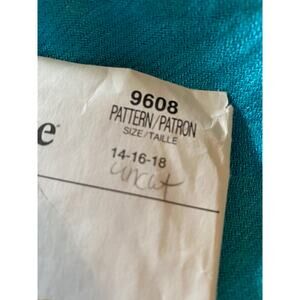 9608
PATTERN/PATRON
SIZE/TAILLE
e
14-16-18
uncut